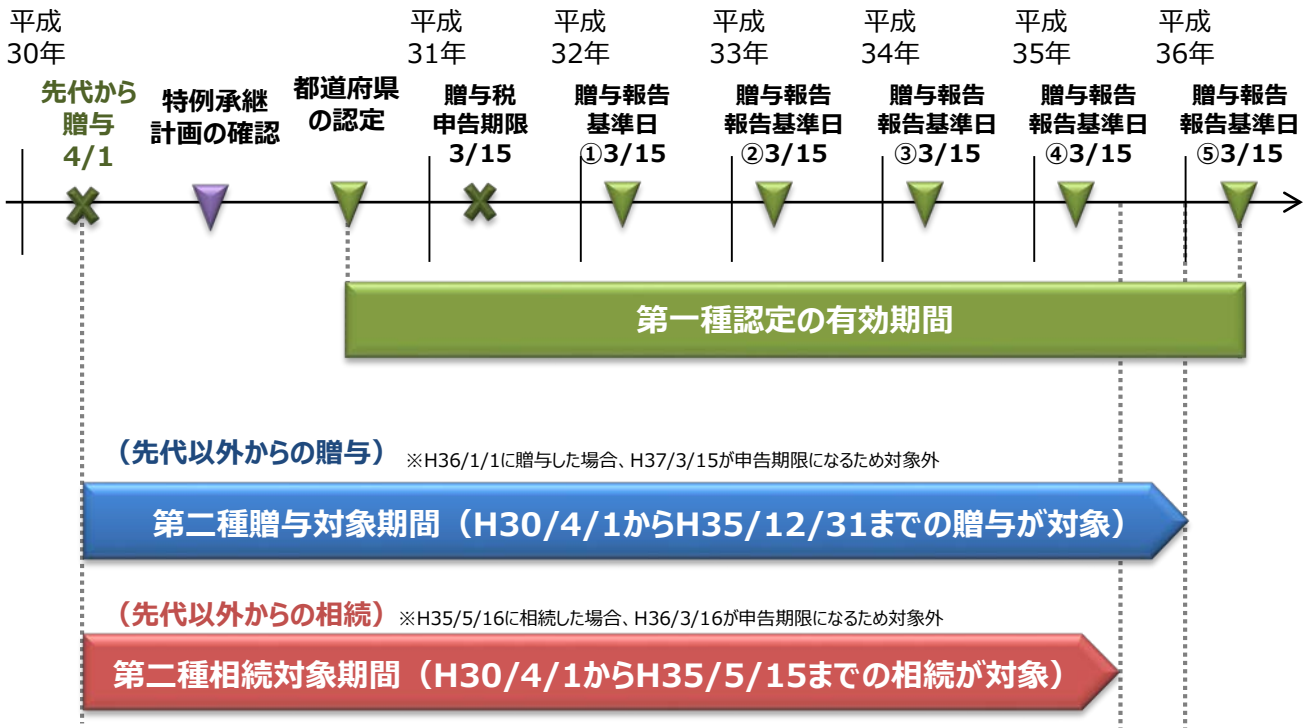 平成
30年
平成
31年
平成
32年
平成
33年
平成
34年
平成
35年
平成
36年
先代から
贈与
4/1
特例承継
計画の確認
都道府県
の認定
贈与税
申告期限
3/15
贈与報告
基準日
①3/15
贈与報告
報告基準日
②3/15
贈与報告
報告基準日
③3/15
贈与報告
報告基準日
④3/15
贈与報告
報告基準日
⑤3/15
第一種認定の有効期間
（先代以外からの贈与）※H36/1/1に贈与した場合、H37/3/15が申告期限になるため対象外
第二種贈与対象期間（H30/4/1からH35/12/31までの贈与が対象）
（先代以外からの相続）※H35/5/16に相続した場合、H36/3/16が申告期限になるため対象外
第二種相続対象期間（H30/4/1からH35/5/15までの相続が対象）